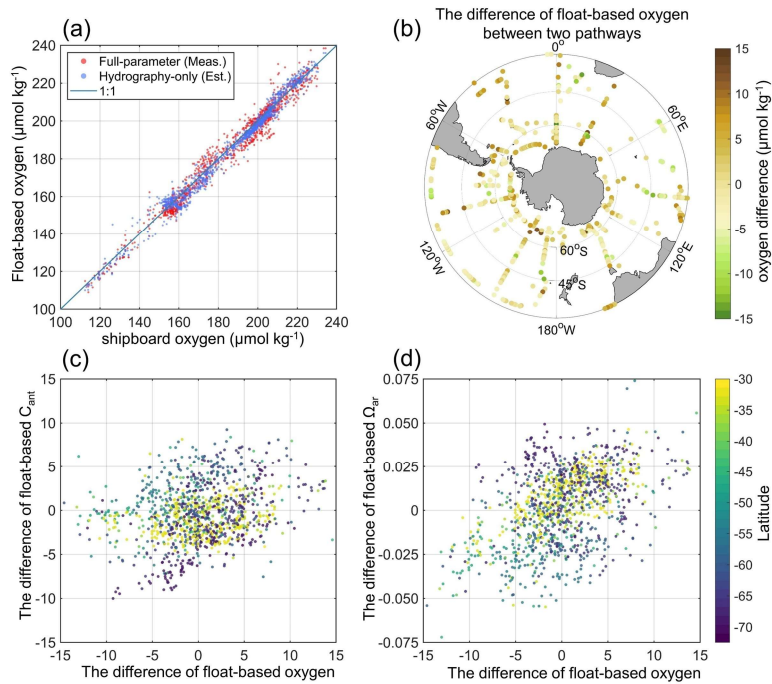 (a)
Float-based oxygen (μmol kg⁻¹)
240
220
200
180
160
140
120
100
Full-parameter (Meas.)
Hydrography-only (Est.)
1:1
100 120 140 160 180 200 220 240
shipboard oxygen (μmol kg⁻¹)
(b)
The difference of float-based oxygen
between two pathways
0°
60°W
60°E
120°W
120°E
60°S
45°S
180°W
15
10
5
0
-5
-10
-15
oxygen difference (μmol kg⁻¹)
(c)
The difference of float-based Cant
15
10
5
0
-5
-10
-15
-15 -10 -5 0 5 10 15
The difference of float-based oxygen
(d)
The difference of float-based Ωar
0.075
0.050
0.025
0
-0.025
-0.050
-0.075
-15 -10 -5 0 5 10 15
The difference of float-based oxygen
-30
-35
-40
-45
-50
-55
-60
-65
-70
Latitude